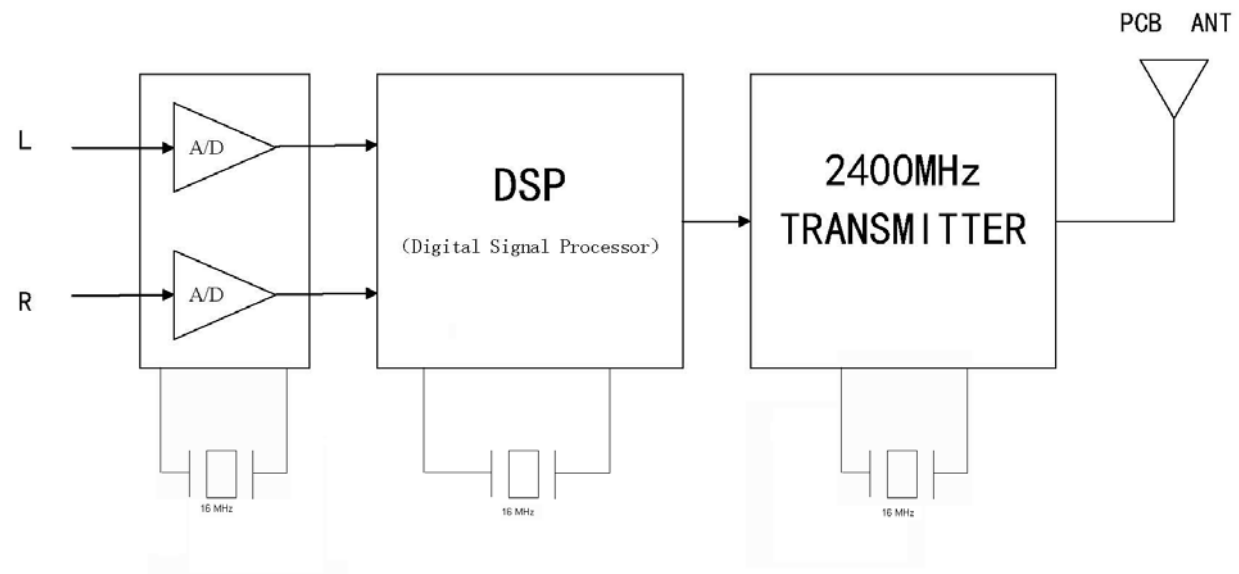 PCB ANT
L
A/D
DSP
(Digital Signal Processor)
2400MHz
TRANSMITTER
R
A/D
16 MHz
16 MHz
16 MHz